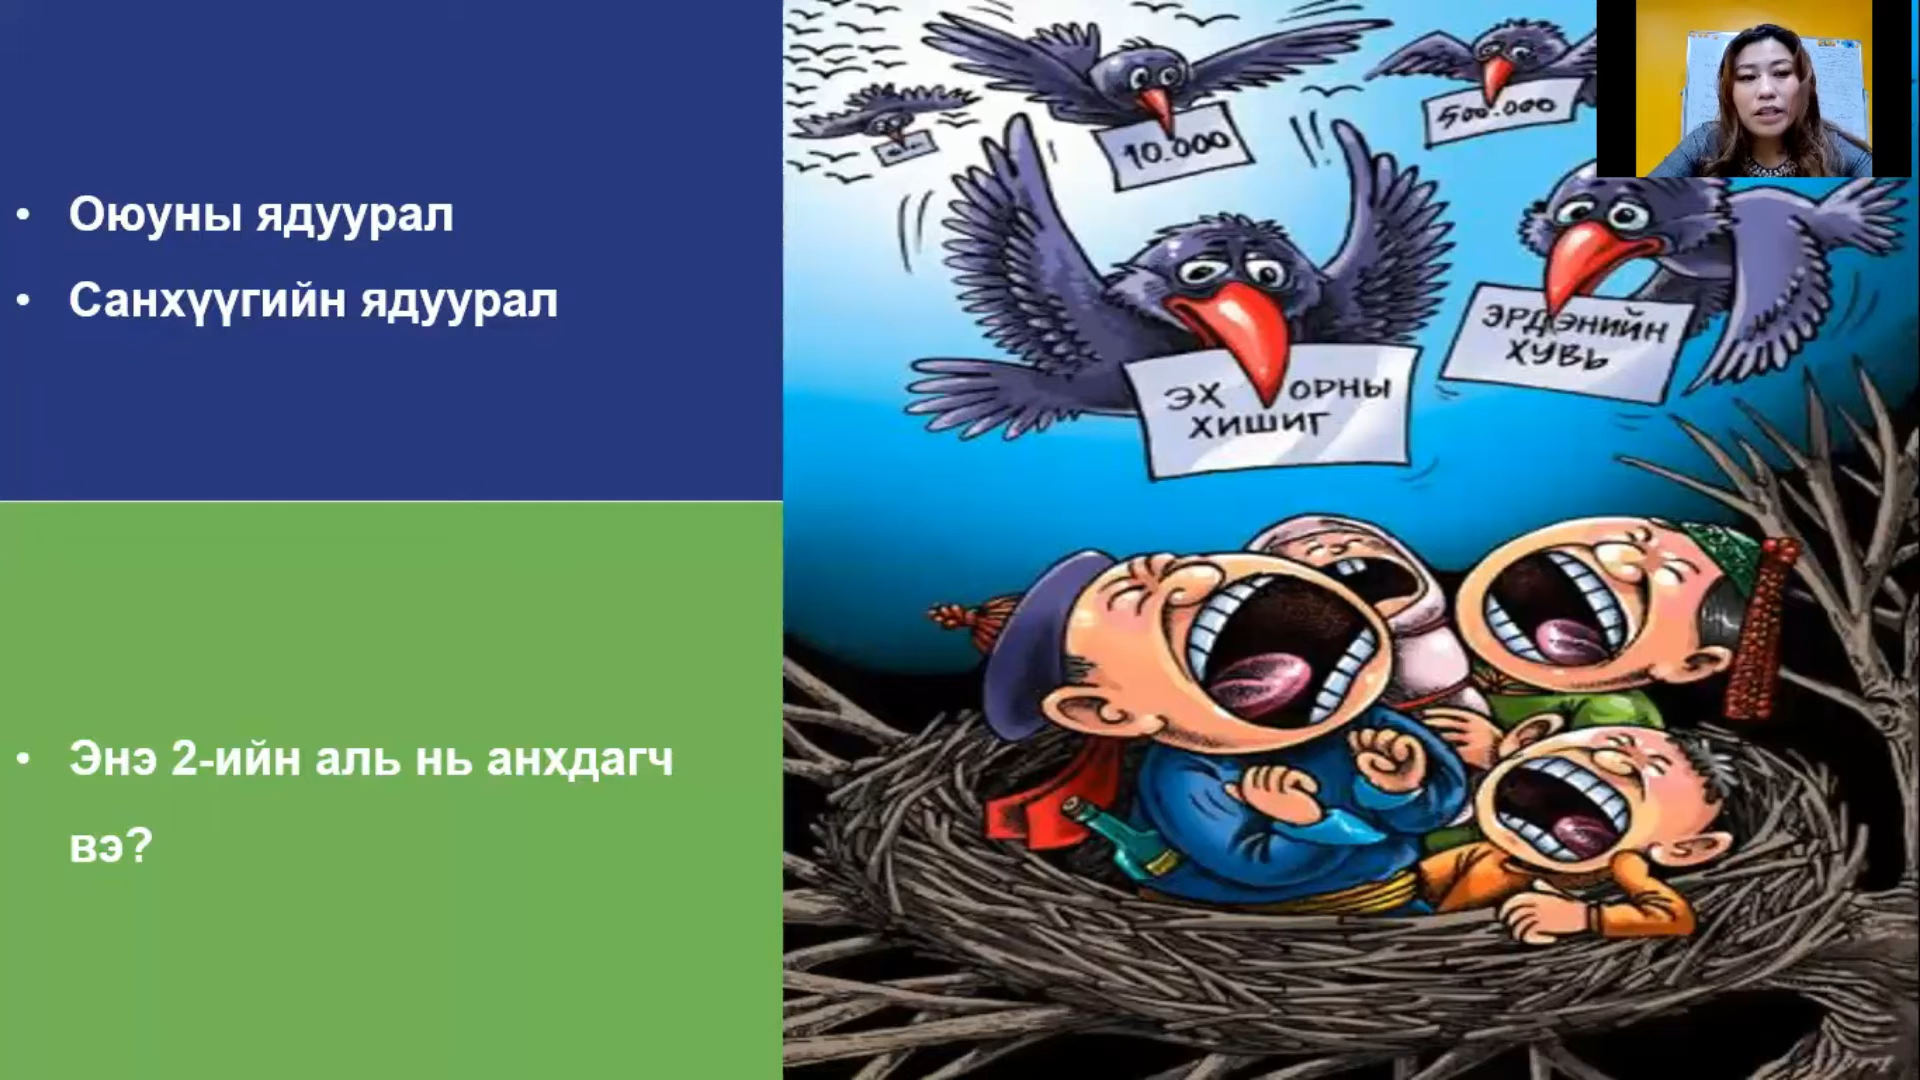 Оюуны ядуурал
Санхүүгийн ядуурал
Энэ 2-ийн аль нь анхдагч
вэ?
10.000
500.000
ЭРДЭНИЙН
ХУВЬ
ЭХ ОРНЫ
ХИШИГ